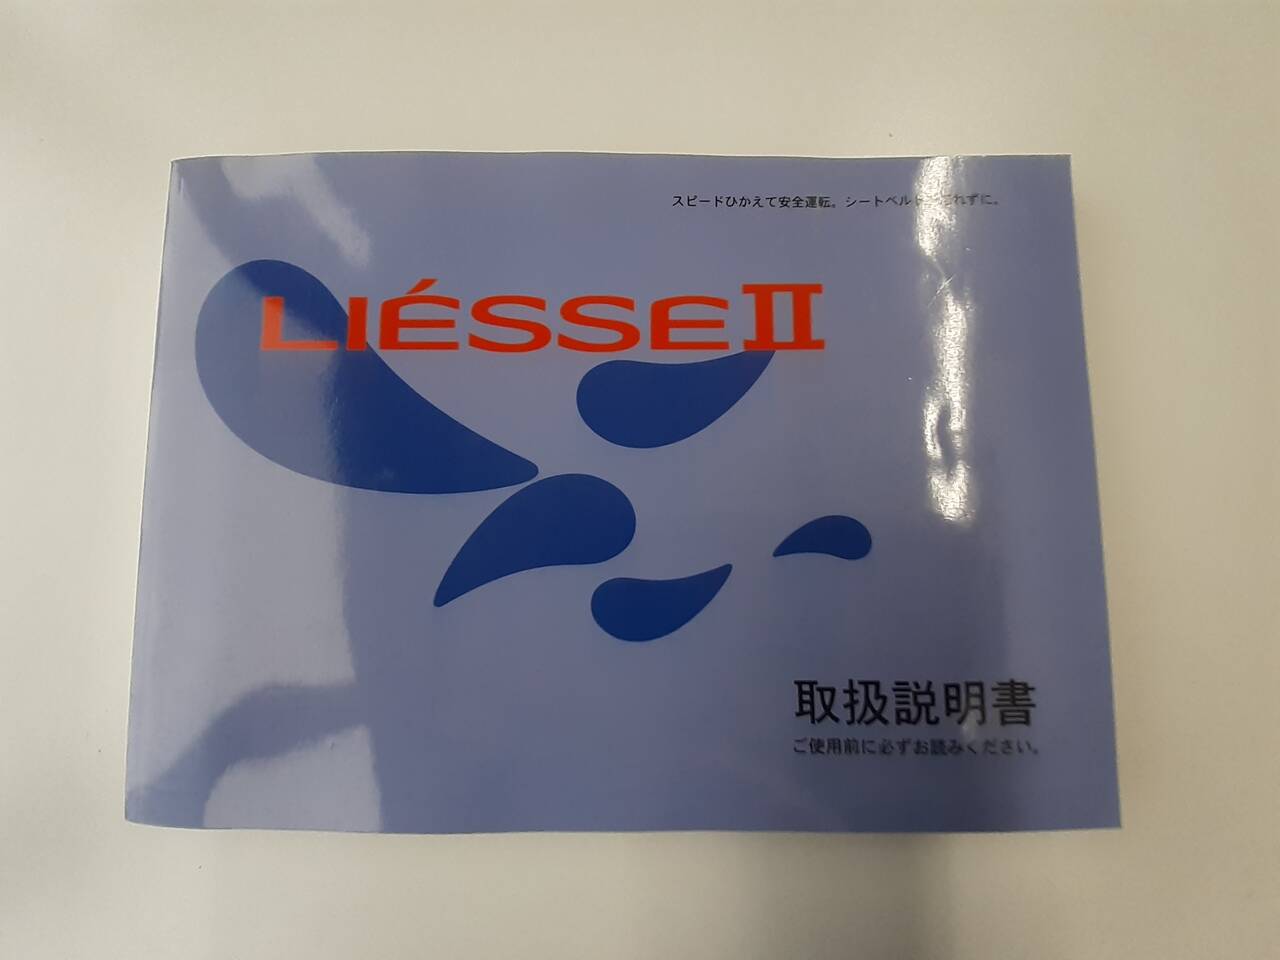 スピードひかえて安全運転。シートベルト忘れずに。
LIÉSSEⅡ
取扱説明書
ご使用前に必ずお読みください。